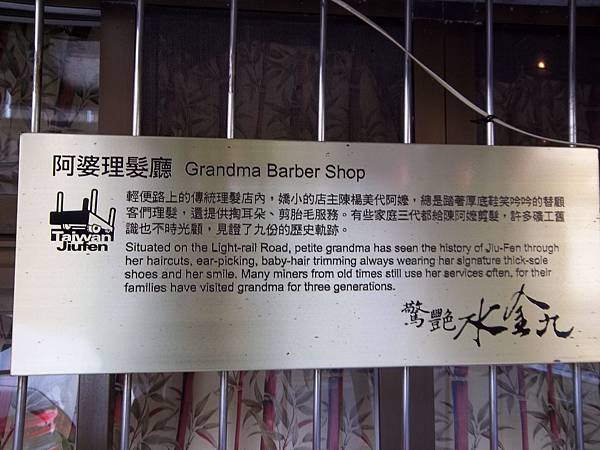 阿婆理髮廳 Grandma Barber Shop
Taiwan
Jiufen
輕便路上的傳統理髮店內，嬌小的店主陳楊美代阿嬤，總是踏著厚底鞋笑吟吟的替顧
客們理髮，還提供掏耳朵、剪胎毛服務。有些家庭三代都給陳阿嬤剪髮，許多礦工舊
識也不時光顧，見證了九份的歷史軌跡。
Situated on the Light-rail Road, petite grandma has seen the history of Jiu-Fen through
her haircuts, ear-picking, baby-hair trimming always wearing her signature thick-sole
shoes and her smile. Many miners from old times still use her services often, for their
families have visited grandma for three generations.
驚艷水金九